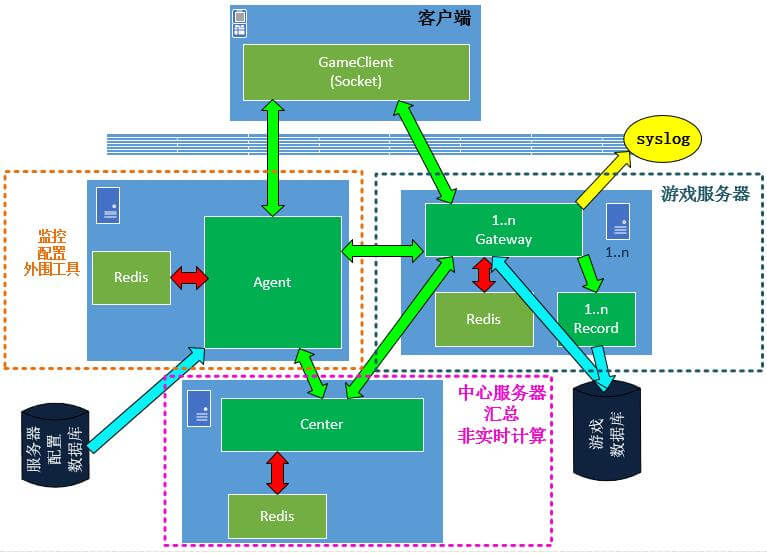 客户端
GameClient
(Socket)
syslog
监控
配置
外围工具
Redis
Agent
游戏服务器
1..n
Gateway
1..n
Redis
1..n
Record
服务器
配置
数据库
中心服务器
汇总
非实时计算
Center
Redis
游戏
数据库